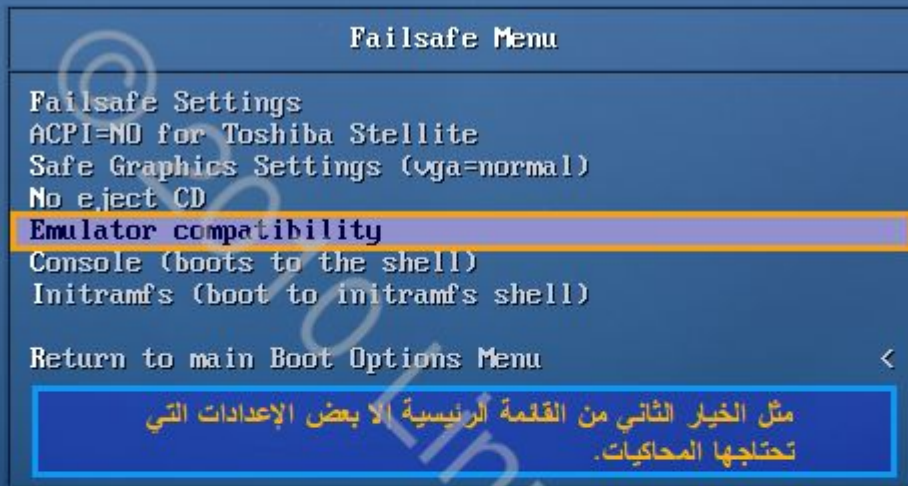 Failsafe Menu
Failsafe Settings
ACPI=NO for Toshiba Stellite
Safe Graphics Settings (vga=normal)
No eject CD
Emulator compatibility
Console (boots to the shell)
Initramfs (boot to initramfs shell)
Return to main Boot Options Menu <
مثل الخيار الثاني من القائمة الرئيسية الا بعض الإعدادات التي
تحتاجها المحاكيات.
© 2010 Lin